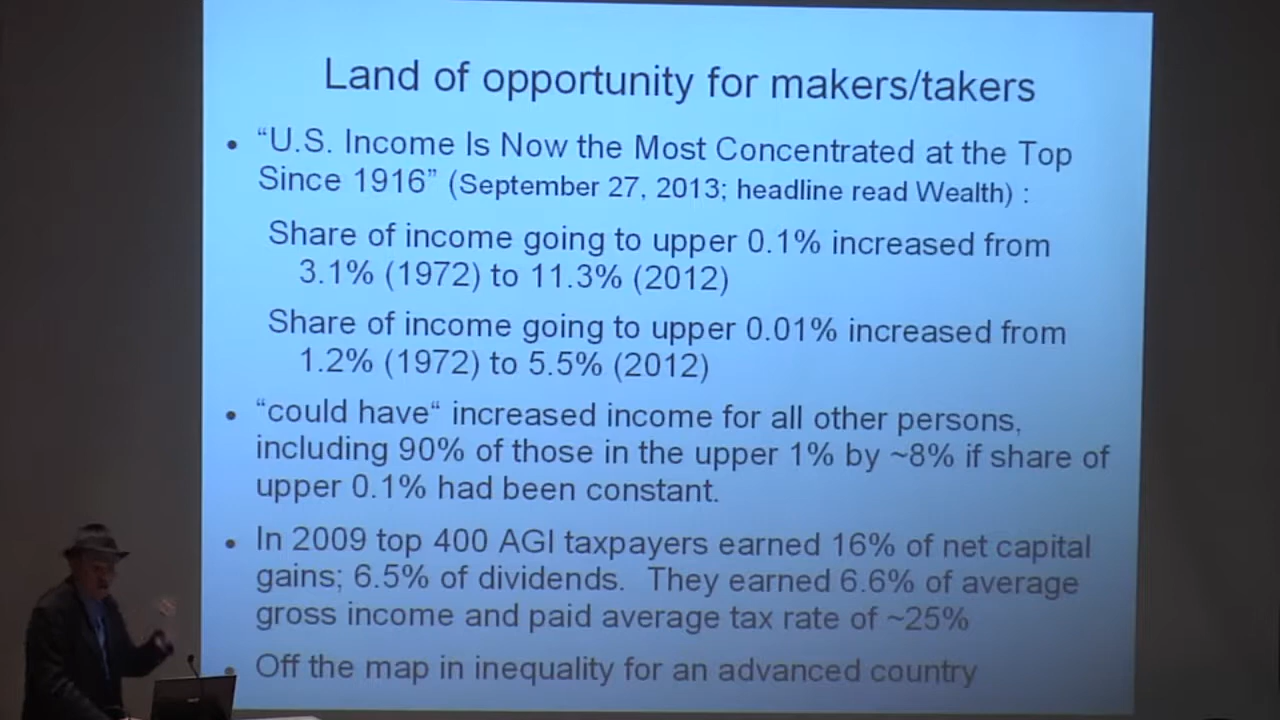 Land of opportunity for makers/takers
• “U.S. Income Is Now the Most Concentrated at the Top
Since 1916” (September 27, 2013; headline read Wealth) :
Share of income going to upper 0.1% increased from
3.1% (1972) to 11.3% (2012)
Share of income going to upper 0.01% increased from
1.2% (1972) to 5.5% (2012)
• “could have“ increased income for all other persons,
including 90% of those in the upper 1% by ~8% if share of
upper 0.1% had been constant.
• In 2009 top 400 AGI taxpayers earned 16% of net capital
gains; 6.5% of dividends. They earned 6.6% of average
gross income and paid average tax rate of ~25%
• Off the map in inequality for an advanced country